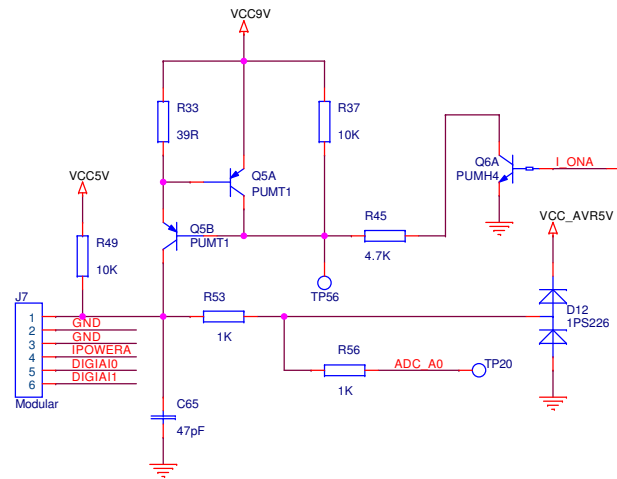 VCC9V
R33
39R
R37
10K
Q5A
PUMT1
Q6A
PUMH4
I_ONA
VCC5V
Q5B
PUMT1
R45
4.7K
VCC_AVR5V
R49
10K
TP56
J7
1
2
3
4
5
6
GND
GND
IPOWERA
DIGIAI0
DIGIAI1
Modular
R53
1K
D12
1PS226
R56
1K
ADC_A0
TP20
C65
47pF